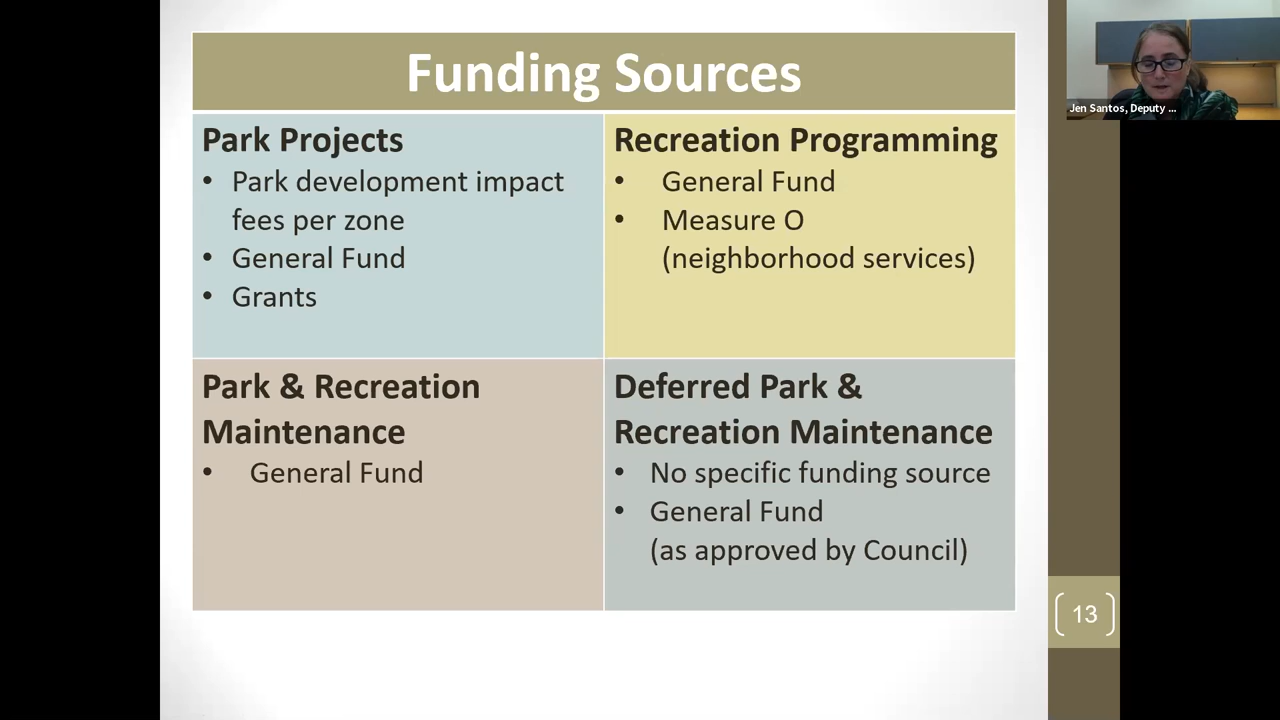 Funding Sources
Park Projects
• Park development impact
fees per zone
• General Fund
• Grants
Recreation Programming
• General Fund
• Measure O
(neighborhood services)
Park & Recreation
Maintenance
• General Fund
Deferred Park &
Recreation Maintenance
• No specific funding source
• General Fund
(as approved by Council)
13
Jen Santos, Deputy ...